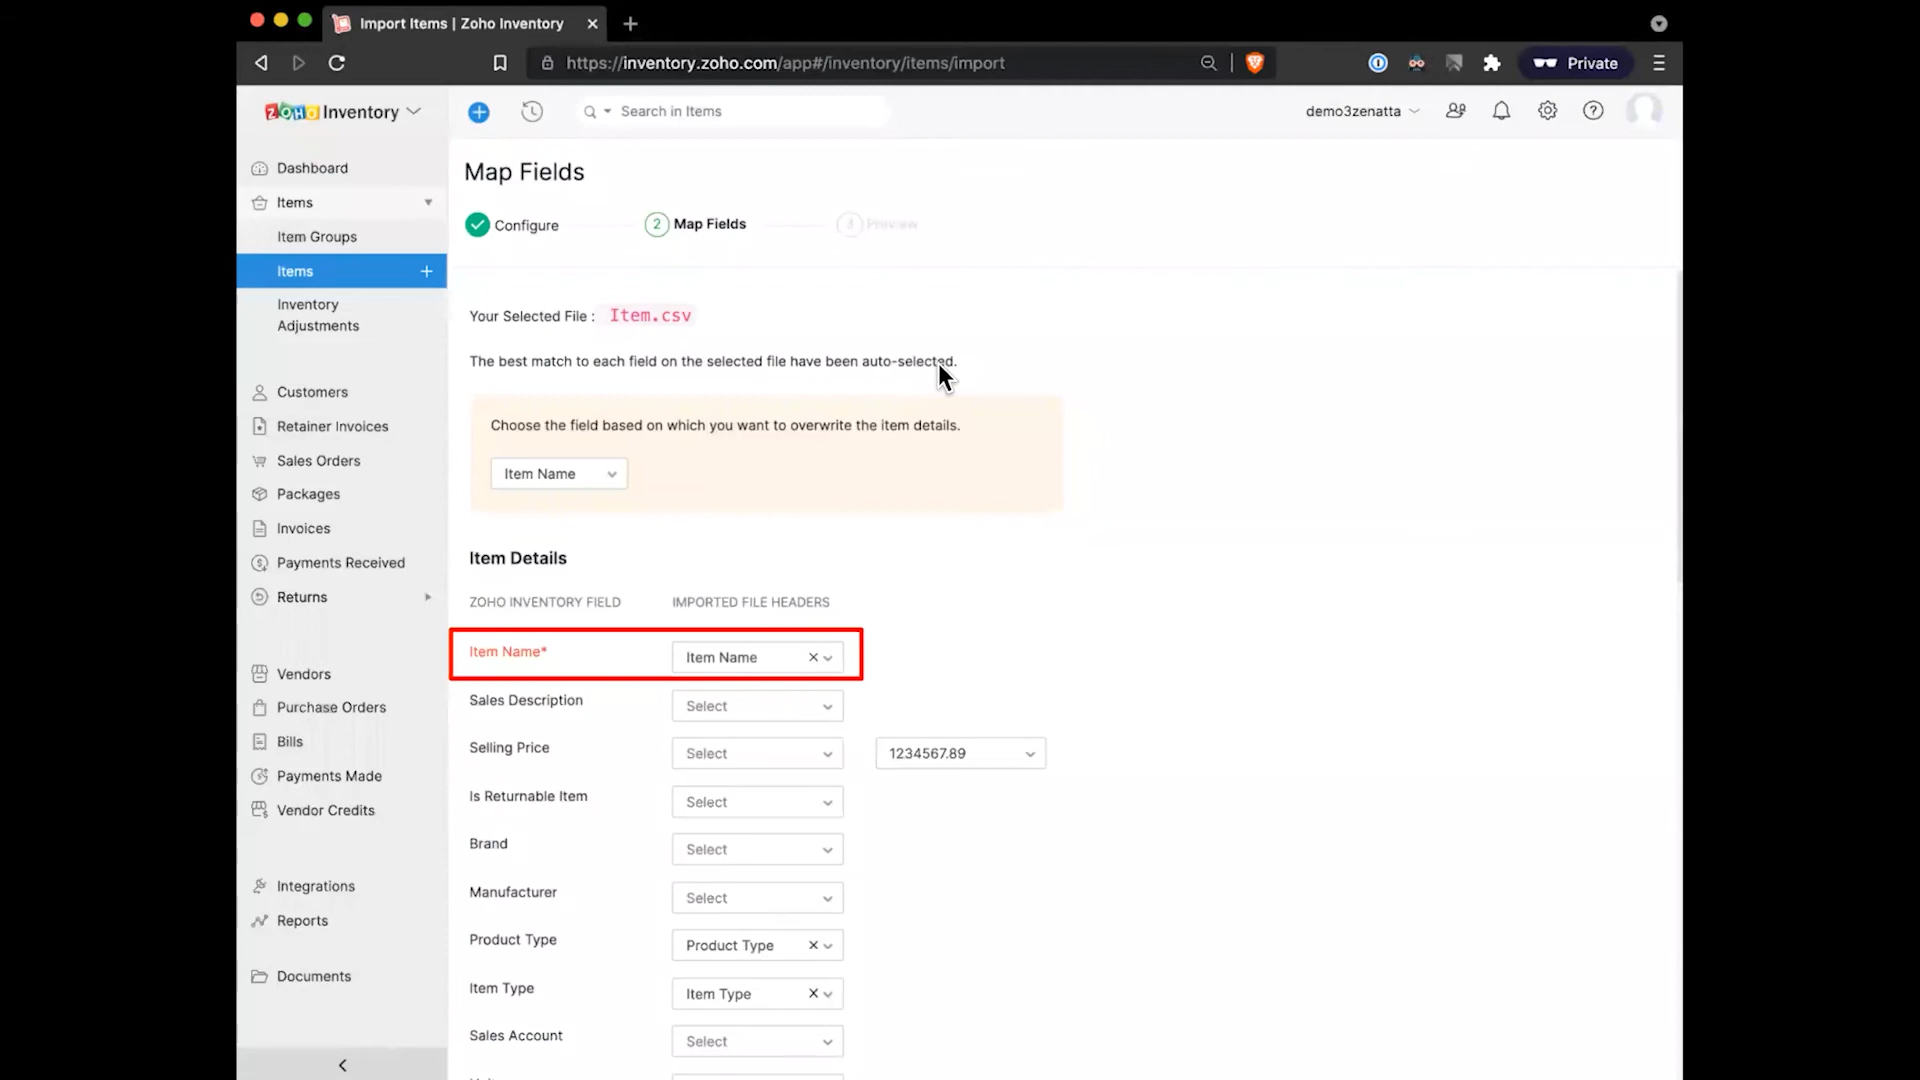 Import Items | Zoho Inventory
https://inventory.zoho.com/app#/inventory/items/import
Private
ZOHO Inventory
Search in Items
demo3zenatta
Dashboard
Items
Item Groups
Items
Inventory
Adjustments
Customers
Retainer Invoices
Sales Orders
Packages
Invoices
Payments Received
Returns
Vendors
Purchase Orders
Bills
Payments Made
Vendor Credits
Integrations
Reports
Documents
Map Fields
Configure
2 Map Fields
3 Preview
Your Selected File : Item.csv
The best match to each field on the selected file have been auto-selected.
Choose the field based on which you want to overwrite the item details.
Item Name
Item Details
ZOHO INVENTORY FIELD IMPORTED FILE HEADERS
Item Name* Item Name
Sales Description Select
Selling Price Select 1234567.89
Is Returnable Item Select
Brand Select
Manufacturer Select
Product Type Product Type
Item Type Item Type
Sales Account Select